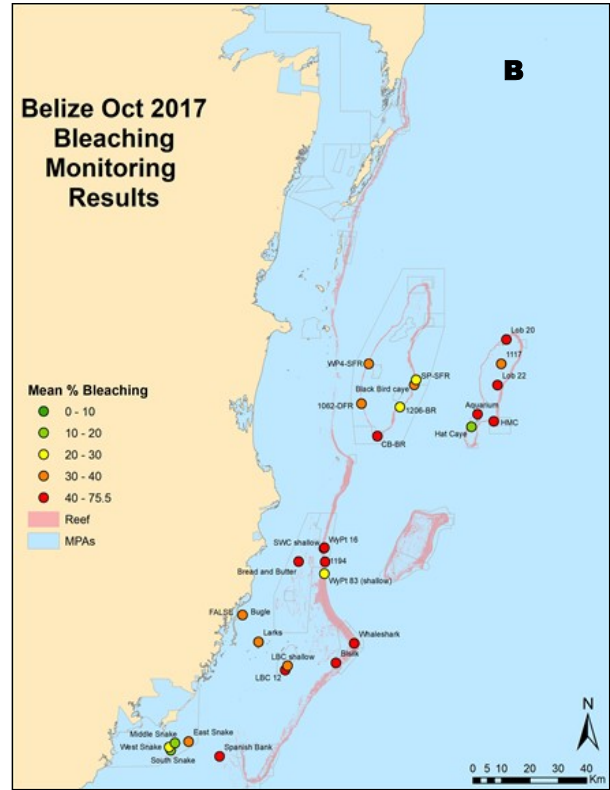 B
Belize Oct 2017
Bleaching
Monitoring
Results
Lob 20
1117
WP4-SFR
SP-SFR
Black Bird caye
Lob 22
1062-DFR
1206-BR
Aquarium
HMC
Hat Caye
CB-BR
Mean % Bleaching
0 - 10
10 - 20
20 - 30
30 - 40
40 - 75.5
Reef
MPAs
SWC shallow
WyPt 16
1194
Bread and Butter
WyPt 83 (shallow)
FALSE
Bugle
Larks
Whaleshark
LBC shallow
LBC 12
Middle Snake
East Snake
West Snake
South Snake
Spanish Bank
N
0 5 10 20 30 40
Km